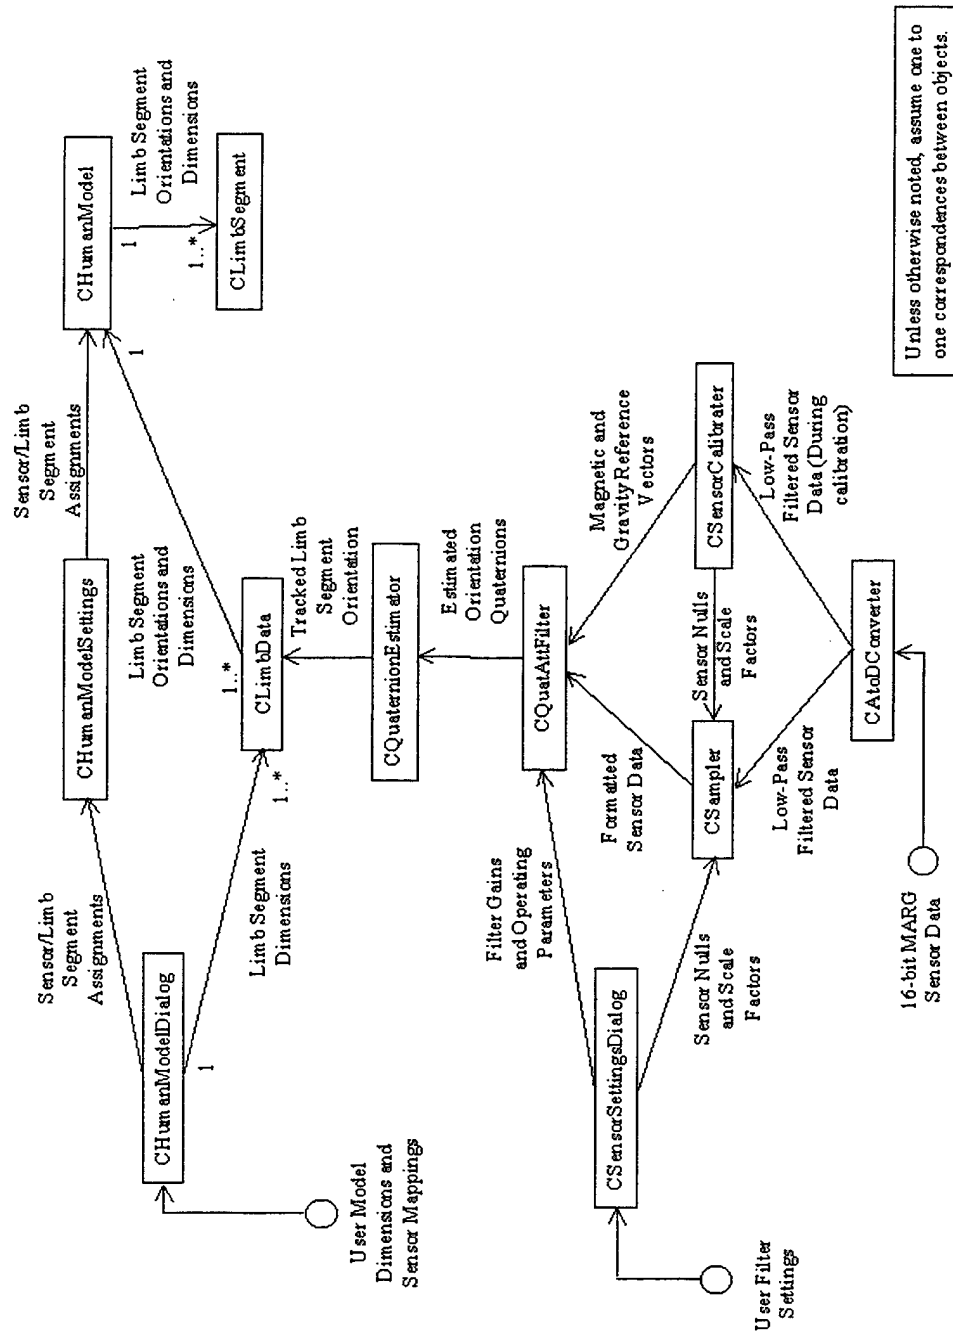 User Model
Dimensions and
Sensor Mappings
CHumanModelDialog
Sensor/Limb
Segment
Assignments
CHumanModelSettings
Sensor/Limb
Segment
Assignments
CHumanModel
1
Limb Segment
Orientations and
Dimensions
1..*
CLimbSegment
1
Limb Segment
Dimensions
1..*
CLimbData
1..*
Limb Segment
Orientations and
Dimensions
1
Tracked Limb
Segment
Orientation
CQuaternionEstimator
Estimated
Orientation
Quaternions
CQuatAttFilter
Filter Gains
and Operating
Parameters
Formatted
Sensor Data
Magnetic and
Gravity Reference
Vectors
User Filter
Settings
CSensorSettingsDialog
Sensor Nulls
and Scale
Factors
CSampler
Sensor Nulls
and Scale
Factors
CSensorCalibrater
Low-Pass
Filtered Sensor
Data
Low-Pass
Filtered Sensor
Data (During
calibration)
CAtoDConverter
16-bit MARG
Sensor Data
Unless otherwise noted, assume one to
one correspondences between objects.